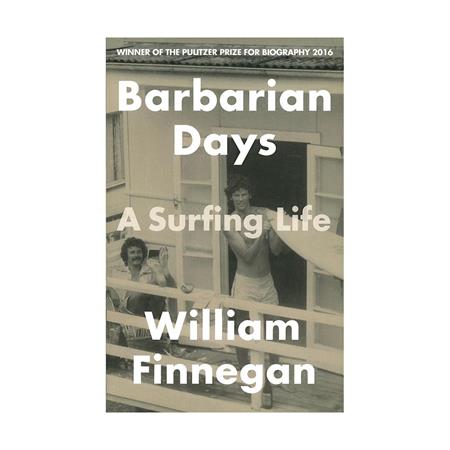 WINNER OF THE PULITZER PRIZE FOR BIOGRAPHY 2016
Barbarian
Days
A Surfing Life
William
Finnegan